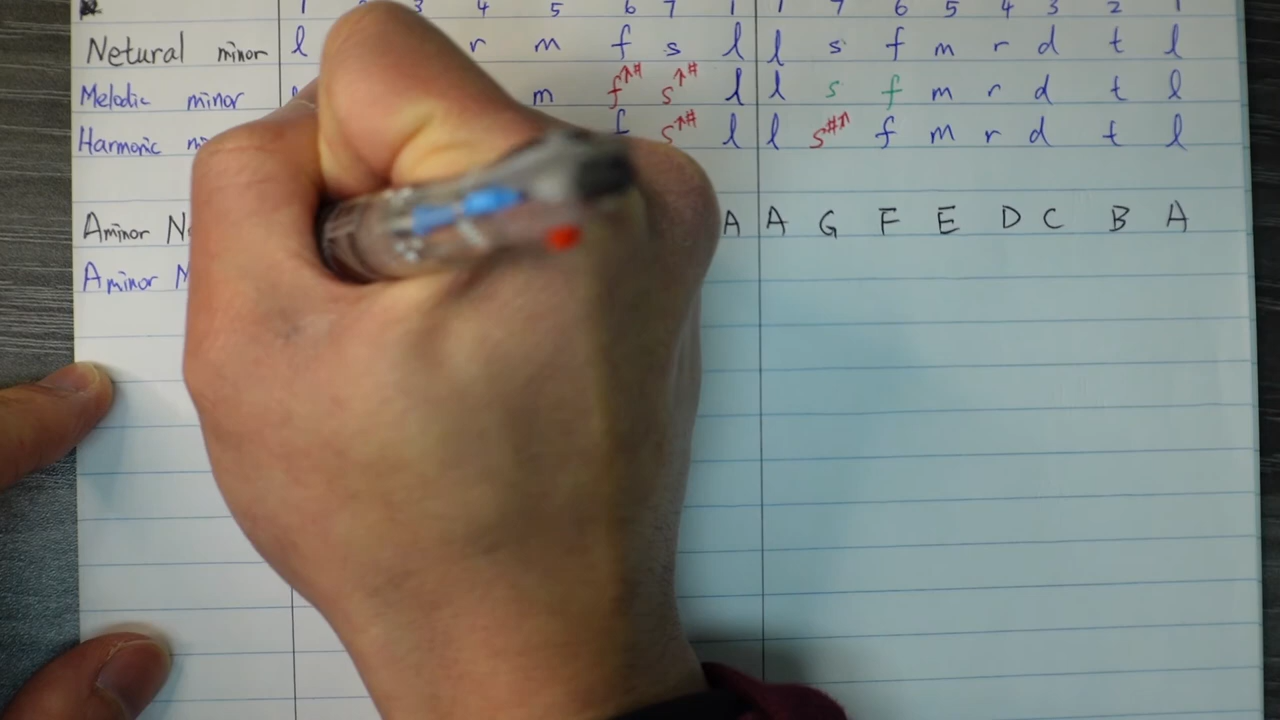 1 3 4 5 6 7 1 1 7 6 5 4 3 2 1
Netural minor l r m f s l l s f m r d t l
Melodic minor m f↑# s↑# l l s f m r d t l
Harmonic f s↑# l l s#↑ f m r d t l
Aminor N A A G F E D C B A
Aminor M